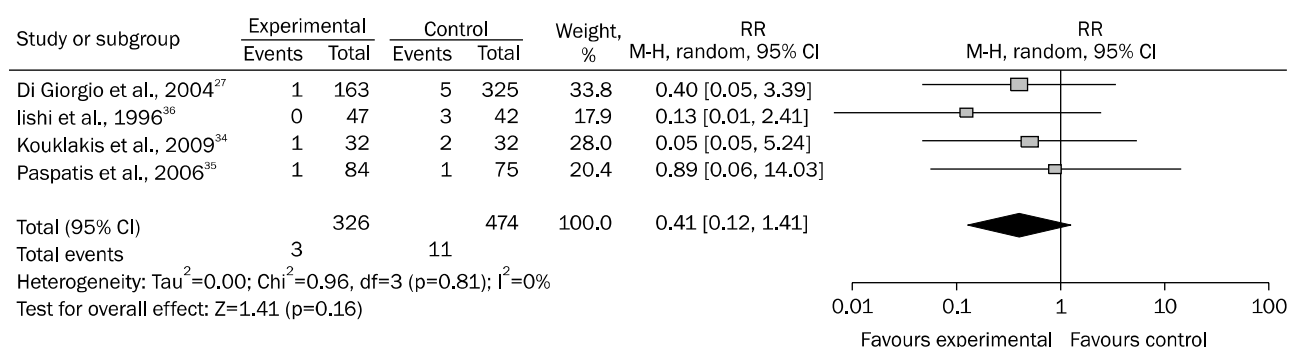 Study or subgroup Experimental Control Weight, % RR M-H, random, 95% CI RR M-H, random, 95% CI
Events Total Events Total
Di Giorgio et al., 2004²⁷ 1 163 5 325 33.8 0.40 [0.05, 3.39]
Iishi et al., 1996³⁶ 0 47 3 42 17.9 0.13 [0.01, 2.41]
Kouklakis et al., 2009³⁴ 1 32 2 32 28.0 0.05 [0.05, 5.24]
Paspatis et al., 2006³⁵ 1 84 1 75 20.4 0.89 [0.06, 14.03]
Total (95% CI) 326 474 100.0 0.41 [0.12, 1.41]
Total events 3 11
Heterogeneity: Tau²=0.00; Chi²=0.96, df=3 (p=0.81); I²=0%
Test for overall effect: Z=1.41 (p=0.16)
0.01 0.1 1 10 100
Favours experimental Favours control